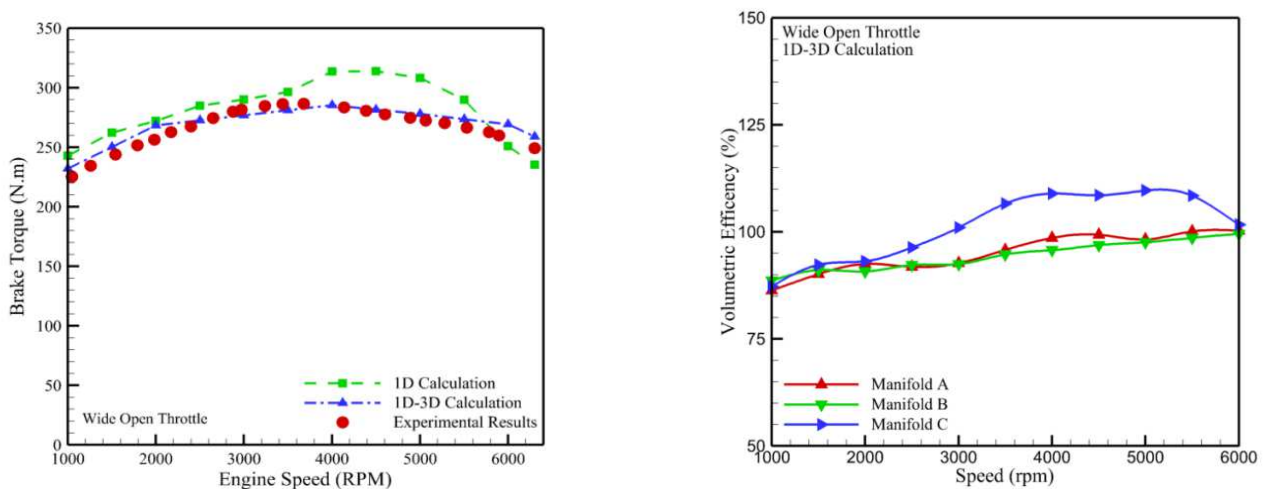 350
300
250
200
150
100
50
0
Brake Torque (N.m)
1D Calculation
1D-3D Calculation
Experimental Results
Wide Open Throttle
1000 2000 3000 4000 5000 6000
Engine Speed (RPM)
150
125
100
75
50
Volumetric Efficency (%)
Wide Open Throttle
1D-3D Calculation
Manifold A
Manifold B
Manifold C
1000 2000 3000 4000 5000 6000
Speed (rpm)